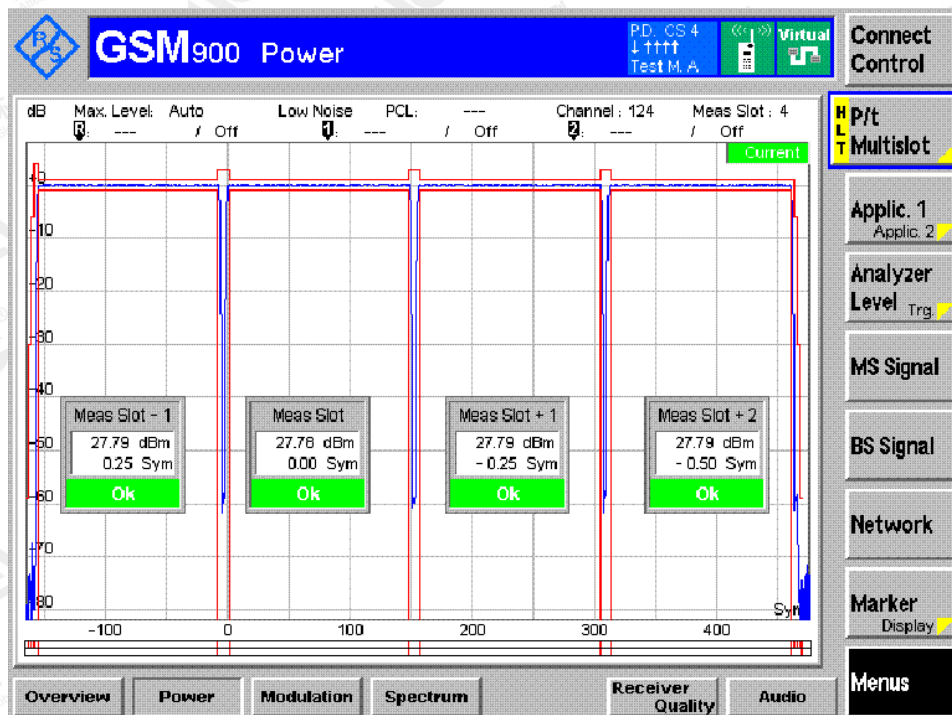 R&S
GSM900 Power
P.D. CS 4
↓ ↑↑↑↑
Test M. A
Virtual
Connect
Control
dB Max. Level: Auto Low Noise PCL: --- Channel : 124 Meas Slot : 4
R: --- / Off 1: --- / Off 2: --- / Off
Current
HLT
P/t
Multislot
Applic. 1
Applic. 2
Analyzer
Level Trg.
MS Signal
BS Signal
Network
Marker
Display
Menus
+0
-10
-20
-30
-40
-50
-60
-70
-80
Meas Slot - 1
27.79 dBm
0.25 Sym
Ok
Meas Slot
27.78 dBm
0.00 Sym
Ok
Meas Slot + 1
27.79 dBm
- 0.25 Sym
Ok
Meas Slot + 2
27.79 dBm
- 0.50 Sym
Ok
Sym
-100 0 100 200 300 400
Overview Power Modulation Spectrum Receiver Quality Audio